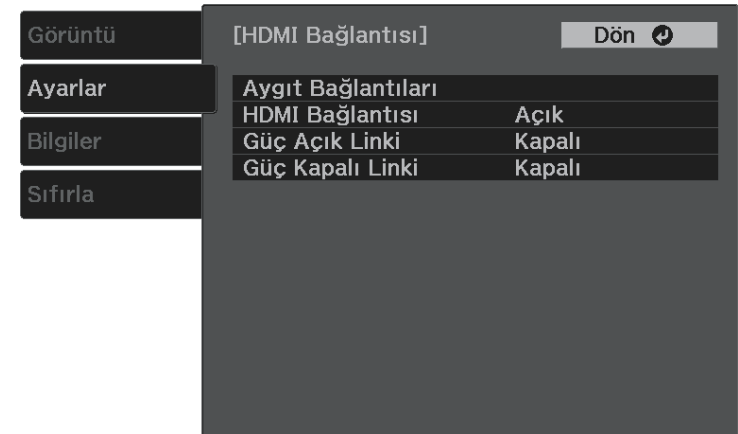 Görüntü
Ayarlar
Bilgiler
Sıfırla
[HDMI Bağlantısı]
Dön
Aygıt Bağlantıları
HDMI Bağlantısı Açık
Güç Açık Linki Kapalı
Güç Kapalı Linki Kapalı